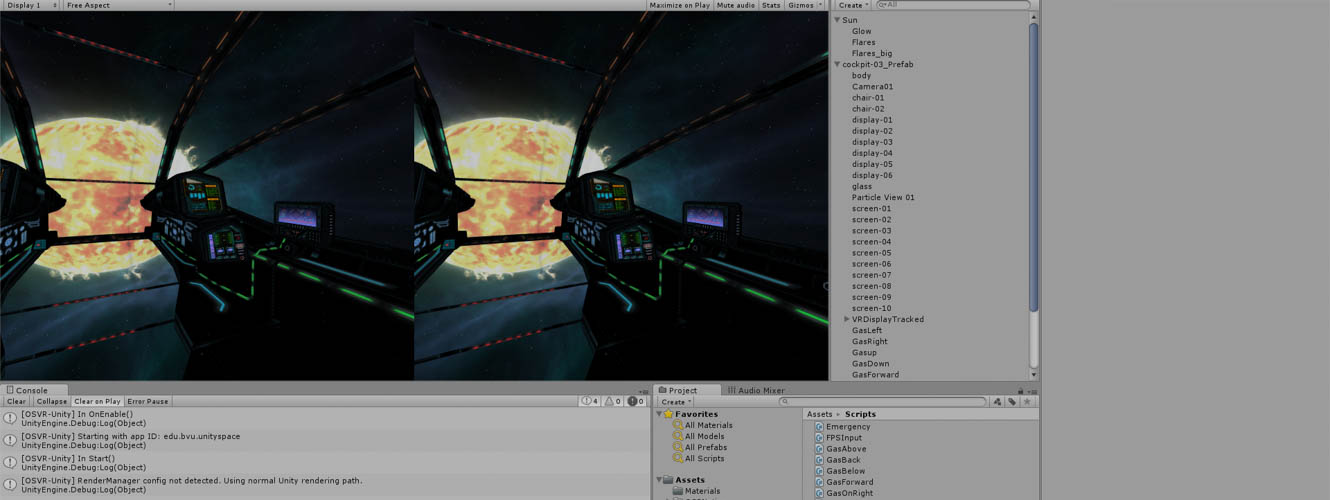 Display 1
Free Aspect
Maximize on Play Mute audio Stats Gizmos
Create
All
Sun
Glow
Flares
Flares_big
cockpit-03_Prefab
body
Camera01
chair-01
chair-02
display-01
display-02
display-03
display-04
display-05
display-06
glass
Particle View 01
screen-01
screen-02
screen-03
screen-04
screen-05
screen-06
screen-07
screen-08
screen-09
screen-10
VRDisplayTracked
GasLeft
GasRight
Gasup
GasDown
GasForward
Console
Clear Collapse Clear on Play Error Pause 4 0 0
[OSVR-Unity] In OnEnable()
UnityEngine.Debug:Log(Object)
[OSVR-Unity] Starting with app ID: edu.bvu.unityspace
UnityEngine.Debug:Log(Object)
[OSVR-Unity] In Start()
UnityEngine.Debug:Log(Object)
[OSVR-Unity] RenderManager config not detected. Using normal Unity rendering path.
UnityEngine.Debug:Log(Object)
Project Audio Mixer
Create
Favorites
All Materials
All Models
All Prefabs
All Scripts
Assets
Materials
Assets Scripts
Emergency
FPSInput
GasAbove
GasBack
GasBelow
GasForward
GasOnRight